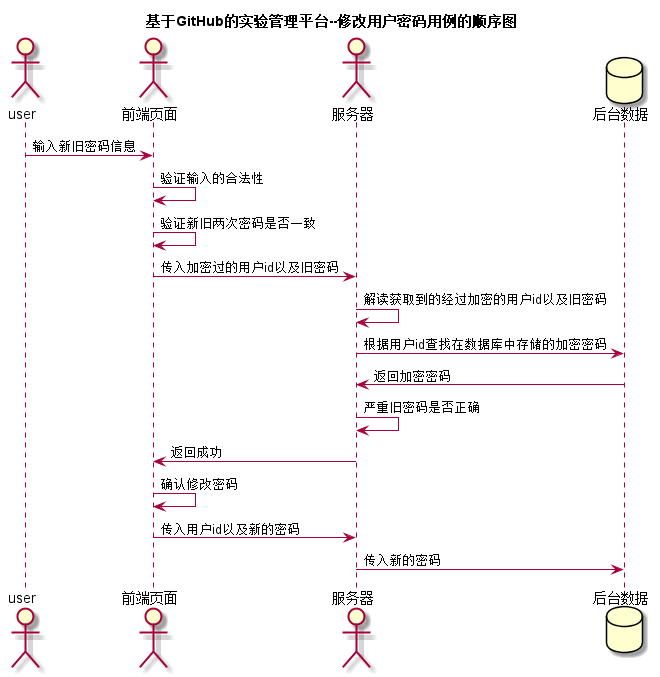 基于GitHub的实验管理平台--修改用户密码用例的顺序图
user
前端页面
服务器
后台数据
输入新旧密码信息
验证输入的合法性
验证新旧两次密码是否一致
传入加密过的用户id以及旧密码
解读获取到的经过加密的用户id以及旧密码
根据用户id查找在数据库中存储的加密密码
返回加密密码
严重旧密码是否正确
返回成功
确认修改密码
传入用户id以及新的密码
传入新的密码
user
前端页面
服务器
后台数据